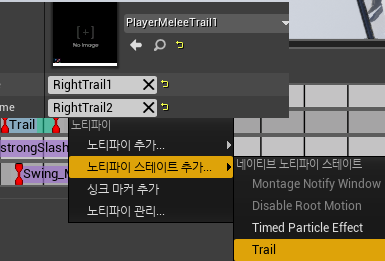 [+]
No Image
PlayerMeleeTrail1
RightTrail1
me
RightTrail2
Trail
노티파이
strongSlash
노티파이 추가...
노티파이 스테이트 추가...
네이티브 노티파이 스테이트
Swing_
싱크 마커 추가
Montage Notify Window
노티파이 관리...
Disable Root Motion
Timed Particle Effect
Trail